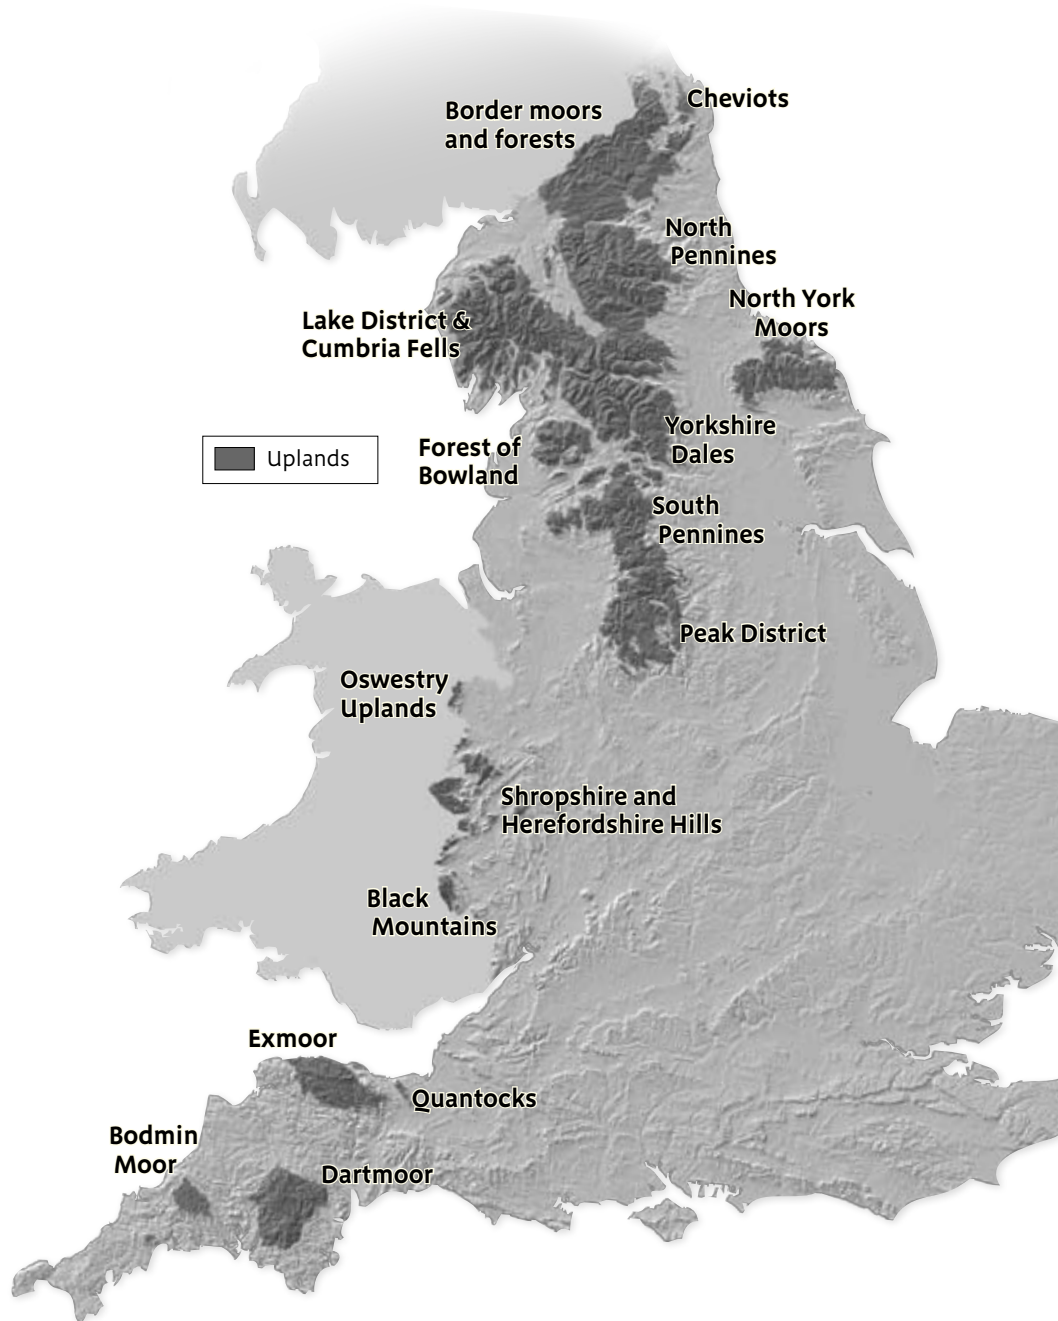 Cheviots
Border moors
and forests
North
Pennines
North York
Moors
Lake District &
Cumbria Fells
Yorkshire
Dales
Forest of
Bowland
Uplands
South
Pennines
Peak District
Oswestry
Uplands
Shropshire and
Herefordshire Hills
Black
Mountains
Exmoor
Quantocks
Bodmin
Moor
Dartmoor